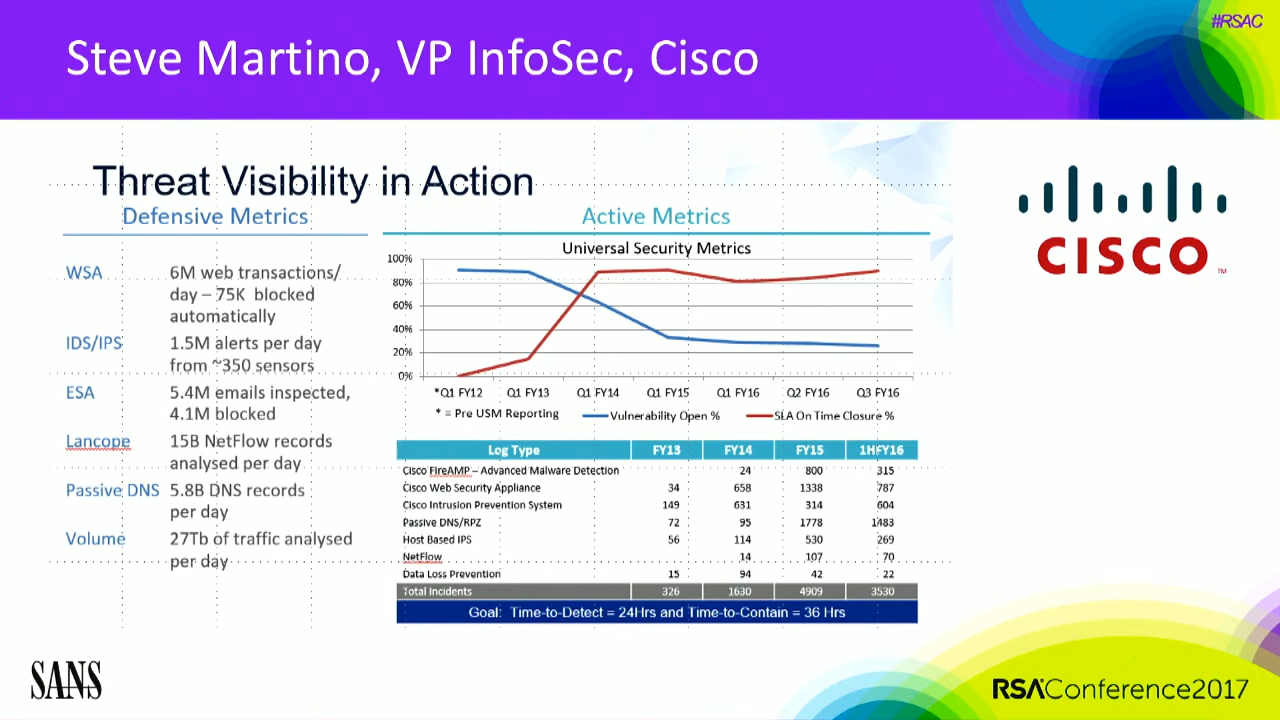 #RSAC
Steve Martino, VP InfoSec, Cisco
Threat Visibility in Action
Defensive Metrics
WSA 6M web transactions/
day – 75K blocked
automatically
IDS/IPS 1.5M alerts per day
from ~350 sensors
ESA 5.4M emails inspected,
4.1M blocked
Lancope 15B NetFlow records
analysed per day
Passive DNS 5.8B DNS records
per day
Volume 27Tb of traffic analysed
per day
Active Metrics
Universal Security Metrics
100%
80%
60%
40%
20%
0%
*Q1 FY12 Q1 FY13 Q1 FY14 Q1 FY15 Q1 FY16 Q2 FY16 Q3 FY16
* = Pre USM Reporting Vulnerability Open % SLA On Time Closure %
Log Type FY13 FY14 FY15 1HFY16
Cisco FireAMP – Advanced Malware Detection 24 800 315
Cisco Web Security Appliance 34 658 1338 787
Cisco Intrusion Prevention System 149 631 314 604
Passive DNS/RPZ 72 95 1778 1483
Host Based IPS 56 114 530 269
NetFlow 14 107 70
Data Loss Prevention 15 94 42 22
Total Incidents 326 1630 4909 3530
Goal: Time-to-Detect = 24Hrs and Time-to-Contain = 36 Hrs
CISCO™
SANS
RSAConference2017